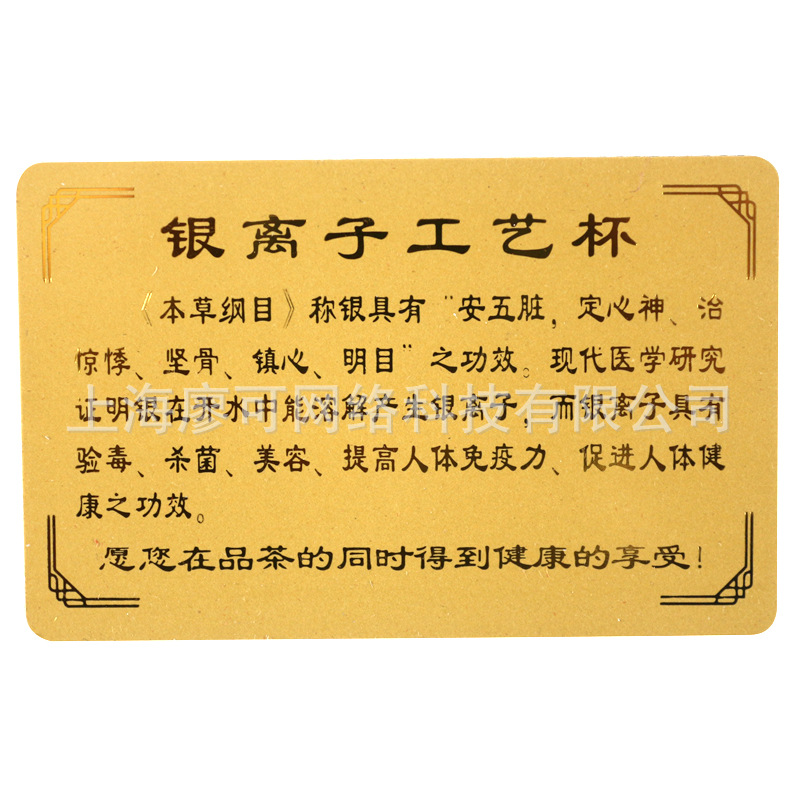 银离子工艺杯
《本草纲目》称银具有“安五脏，定心神、治
惊悸、坚骨、镇心、明目”之功效。现代医学研究
证明银在开水中能溶解产生银离子，而银离子具有
上海廖可网络科技有限公司
验毒、杀菌、美容、提高人体免疫力、促进人体健
康之功效。
愿您在品茶的同时得到健康的享受！